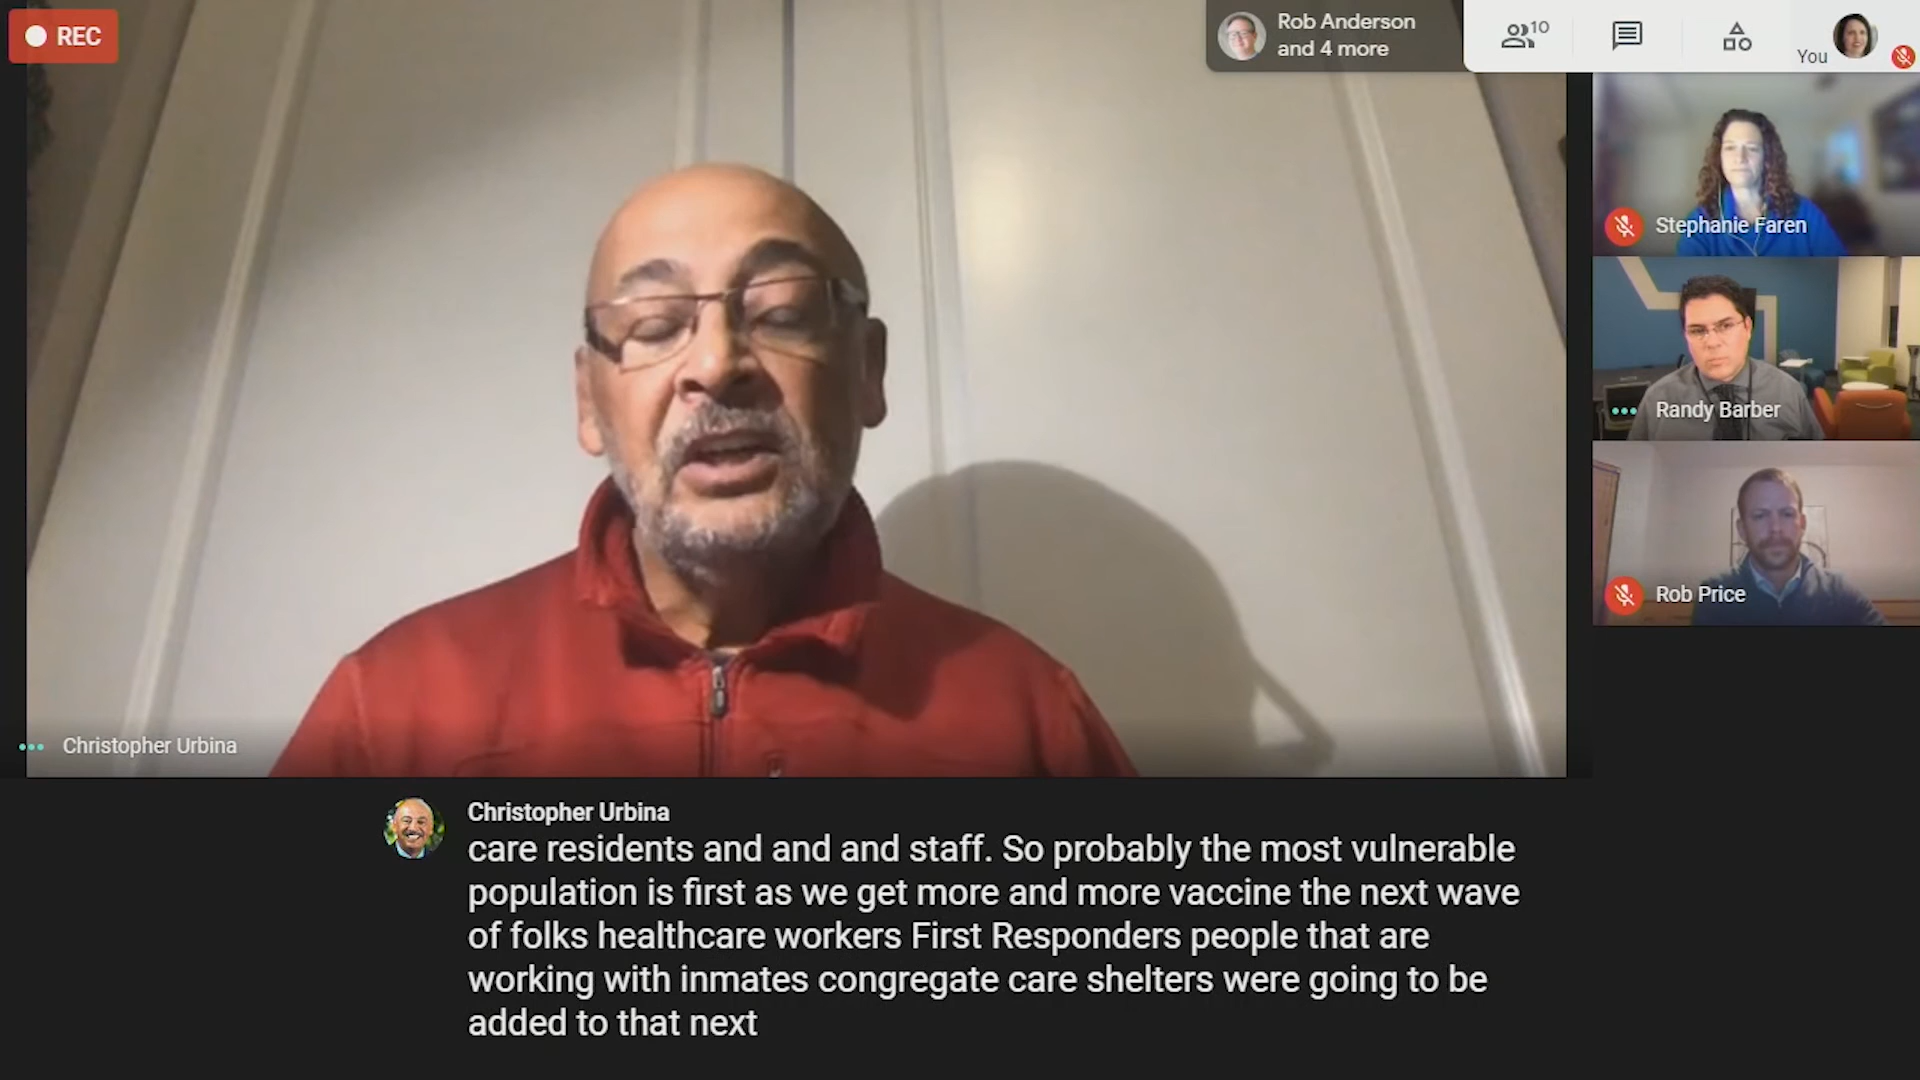 REC
Rob Anderson
and 4 more
10
You
Stephanie Faren
Randy Barber
Rob Price
Christopher Urbina
Christopher Urbina
care residents and and and staff. So probably the most vulnerable
population is first as we get more and more vaccine the next wave
of folks healthcare workers First Responders people that are
working with inmates congregate care shelters were going to be
added to that next